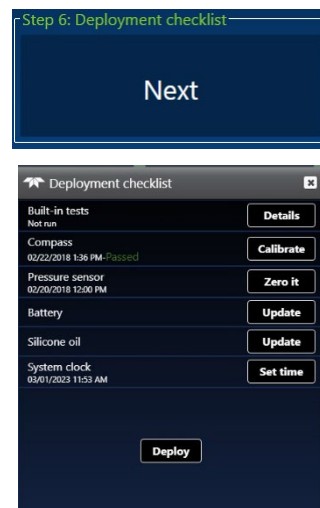 Step 6: Deployment checklist
Next
Deployment checklist
Built-in tests
Not run
Details
Compass
02/22/2018 1:36 PM-Passed
Calibrate
Pressure sensor
02/20/2018 12:00 PM
Zero it
Battery
Update
Silicone oil
Update
System clock
03/01/2023 11:53 AM
Set time
Deploy